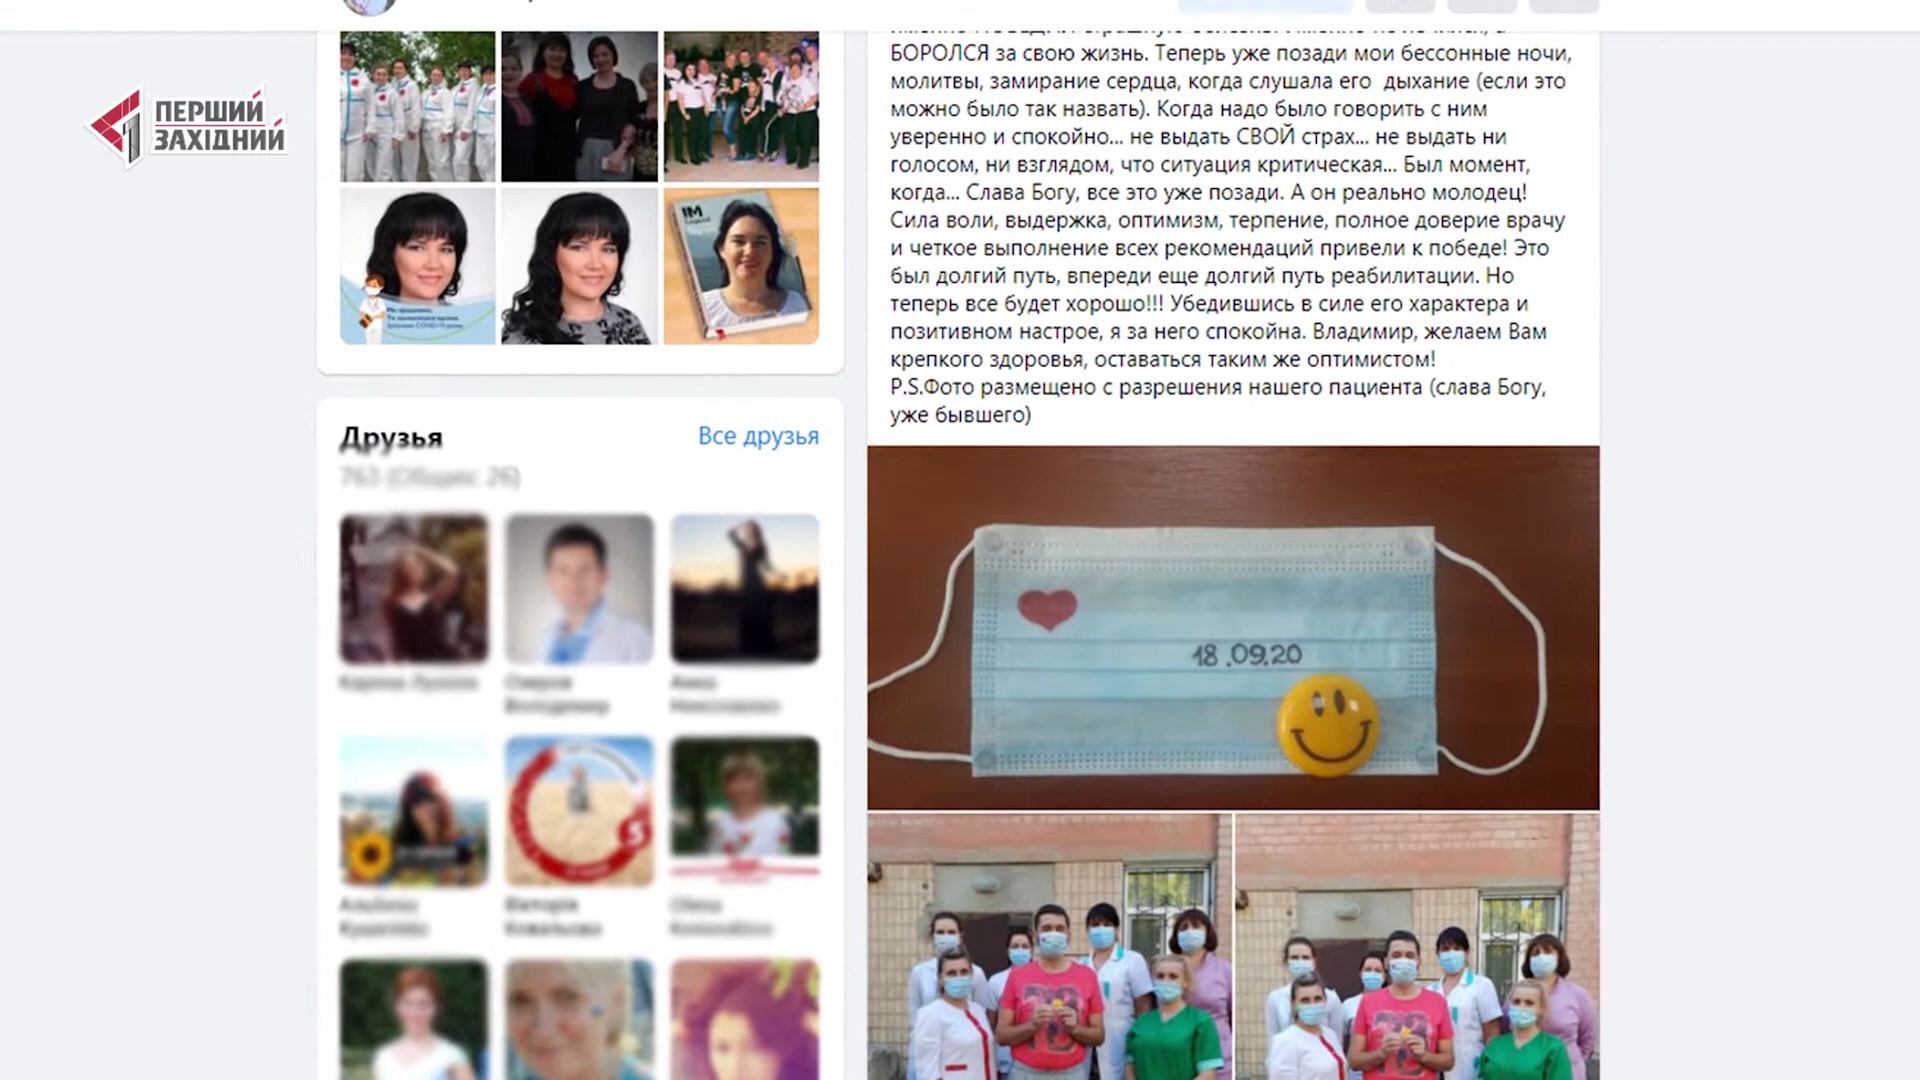 ПЕРШИЙ
ЗАХІДНИЙ
БОРОЛСЯ за свою жизнь. Теперь уже позади мои бессонные ночи,
молитвы, замирание сердца, когда слушала его дыхание (если это
можно было так назвать). Когда надо было говорить с ним
уверенно и спокойно... не выдать СВОЙ страх... не выдать ни
голосом, ни взглядом, что ситуация критическая... Был момент,
когда... Слава Богу, все это уже позади. А он реально молодец!
Сила воли, выдержка, оптимизм, терпение, полное доверие врачу
и четкое выполнение всех рекомендаций привели к победе! Это
был долгий путь, впереди еще долгий путь реабилитации. Но
теперь все будет хорошо!!! Убедившись в силе его характера и
позитивном настрое, я за него спокойна. Владимир, желаем Вам
крепкого здоровья, оставаться таким же оптимистом!
P.S.Фото размещено с разрешения нашего пациента (слава Богу,
уже бывшего)
IM
Друзья
Все друзья
763 (Общие: 26)
18.09.20